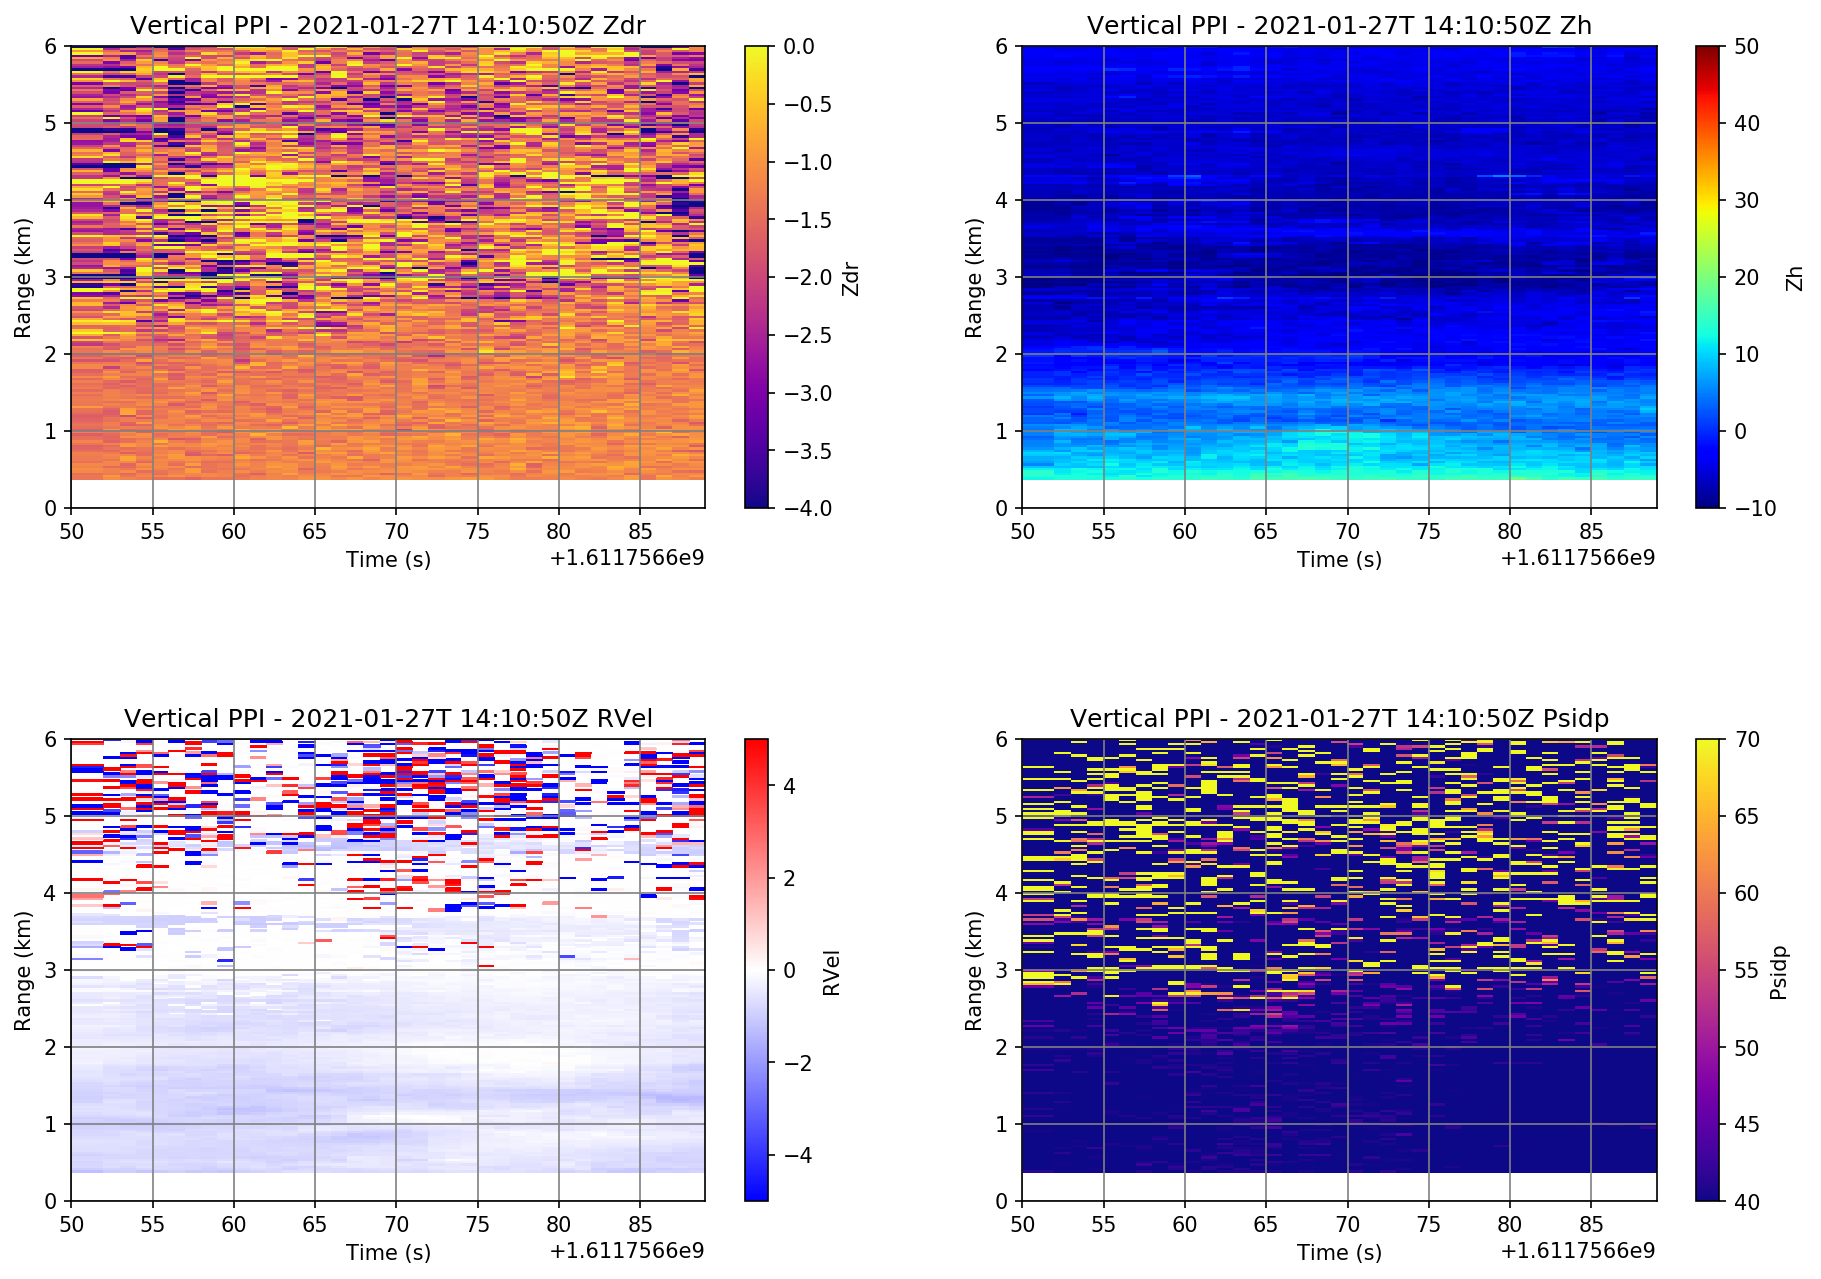 Vertical PPI - 2021-01-27T 14:10:50Z Zdr
6
5
4
3
2
1
0
Range (km)
50 55 60 65 70 75 80 85
Time (s)
+1.6117566e9
0.0
−0.5
−1.0
−1.5
−2.0
−2.5
−3.0
−3.5
−4.0
Zdr
Vertical PPI - 2021-01-27T 14:10:50Z Zh
6
5
4
3
2
1
0
Range (km)
50 55 60 65 70 75 80 85
Time (s)
+1.6117566e9
50
40
30
20
10
0
−10
Zh
Vertical PPI - 2021-01-27T 14:10:50Z RVel
6
5
4
3
2
1
0
Range (km)
50 55 60 65 70 75 80 85
Time (s)
+1.6117566e9
4
2
0
−2
−4
RVel
Vertical PPI - 2021-01-27T 14:10:50Z Psidp
6
5
4
3
2
1
0
Range (km)
50 55 60 65 70 75 80 85
Time (s)
+1.6117566e9
70
65
60
55
50
45
40
Psidp